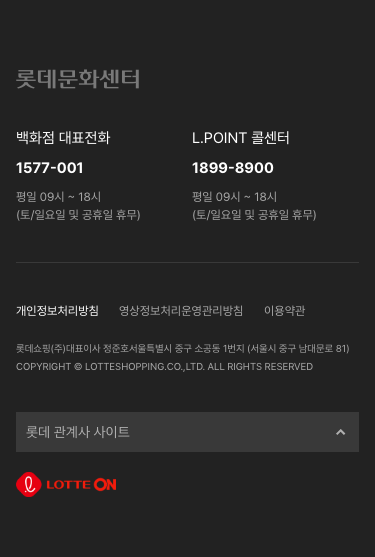 롯데문화센터
백화점 대표전화
1577-001
평일 09시 ~ 18시
(토/일요일 및 공휴일 휴무)
L.POINT 콜센터
1899-8900
평일 09시 ~ 18시
(토/일요일 및 공휴일 휴무)
개인정보처리방침 영상정보처리운영관리방침 이용약관
롯데쇼핑(주)대표이사 정준호서울특별시 중구 소공동 1번지 (서울시 중구 남대문로 81)
COPYRIGHT © LOTTESHOPPING.CO.,LTD. ALL RIGHTS RESERVED
롯데 관계사 사이트
LOTTE ON